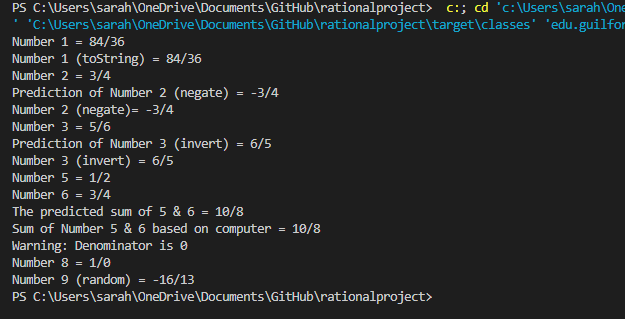 PS C:\Users\sarah\OneDrive\Documents\GitHub\rationalproject>  c:; cd 'c:\Users\sarah\One
' 'C:\Users\sarah\OneDrive\Documents\GitHub\rationalproject\target\classes' 'edu.guilfor
Number 1 = 84/36
Number 1 (toString) = 84/36
Number 2 = 3/4
Prediction of Number 2 (negate) = -3/4
Number 2 (negate)= -3/4
Number 3 = 5/6
Prediction of Number 3 (invert) = 6/5
Number 3 (invert) = 6/5
Number 5 = 1/2
Number 6 = 3/4
The predicted sum of 5 & 6 = 10/8
Sum of Number 5 & 6 based on computer = 10/8
Warning: Denominator is 0
Number 8 = 1/0
Number 9 (random) = -16/13
PS C:\Users\sarah\OneDrive\Documents\GitHub\rationalproject>